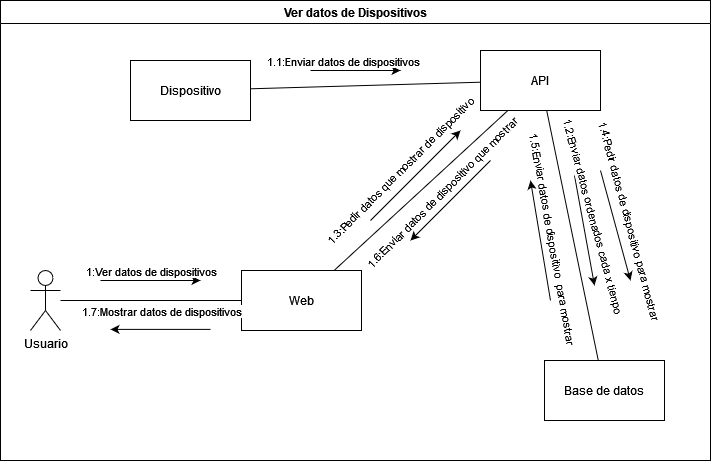 Ver datos de Dispositivos
1.1:Enviar datos de dispositivos
Dispositivo
API
1.3:Pedir datos que mostrar de dispositivo
1.6:Enviar datos de dispositivo que mostrar
1.5:Enviar datos de dispositivo para mostrar
1.2:Enviar datos ordenados cada x tienpo
1.4:Pedir datos de dispositivo para mostrar
1:Ver datos de dispositivos
Web
1.7:Mostrar datos de dispositivos
Usuario
Base de datos